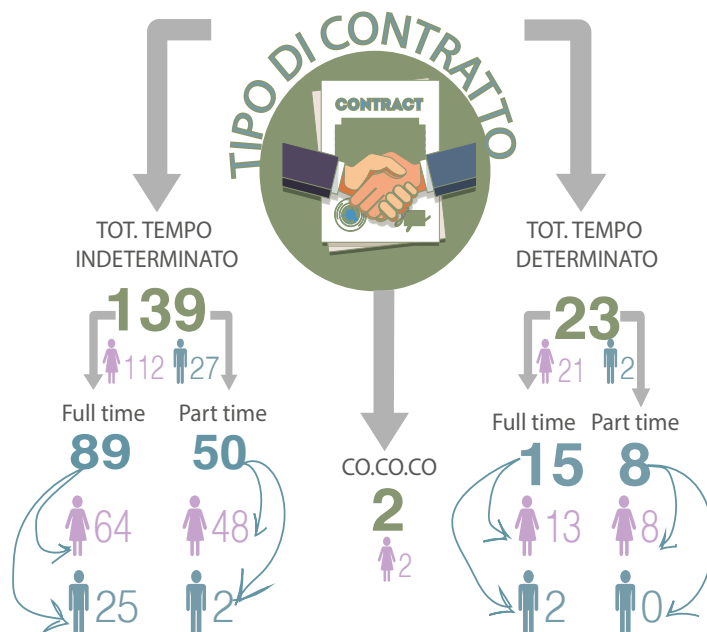 TIPO DI CONTRATTO
CONTRACT
TOT. TEMPO
INDETERMINATO
139
112 27
Full time Part time
89 50
64 48
25 2
CO.CO.CO
2
2
TOT. TEMPO
DETERMINATO
23
21 2
Full time Part time
15 8
13 8
2 0